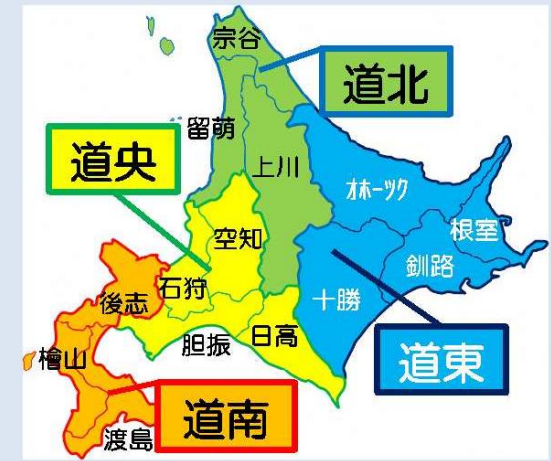 宗谷
道北
留萌
上川
道央
オホーツク
空知
根室
釧路
石狩
後志
十勝
日高
胆振
檜山
道東
道南
渡島